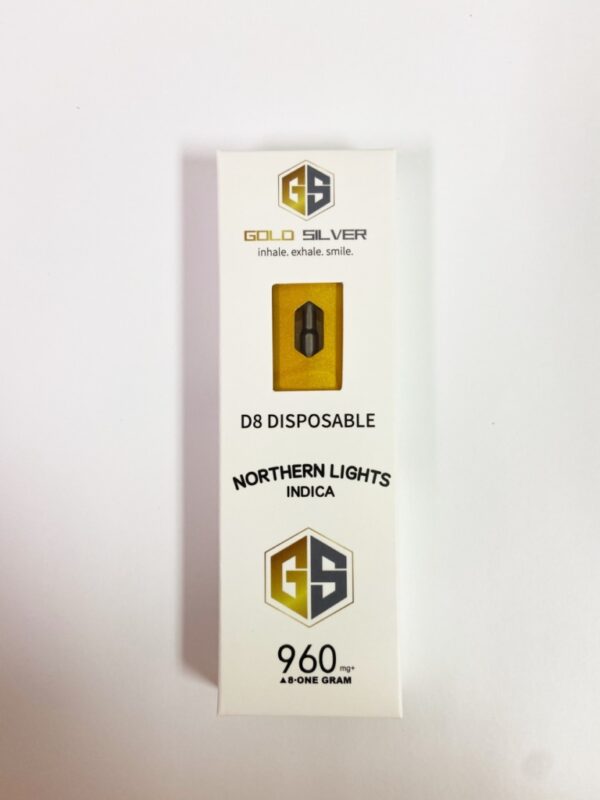 GS
GOLD SILVER
inhale. exhale. smile.
D8 DISPOSABLE
NORTHERN LIGHTS
INDICA
GS
960 mg+
▲8·ONE GRAM